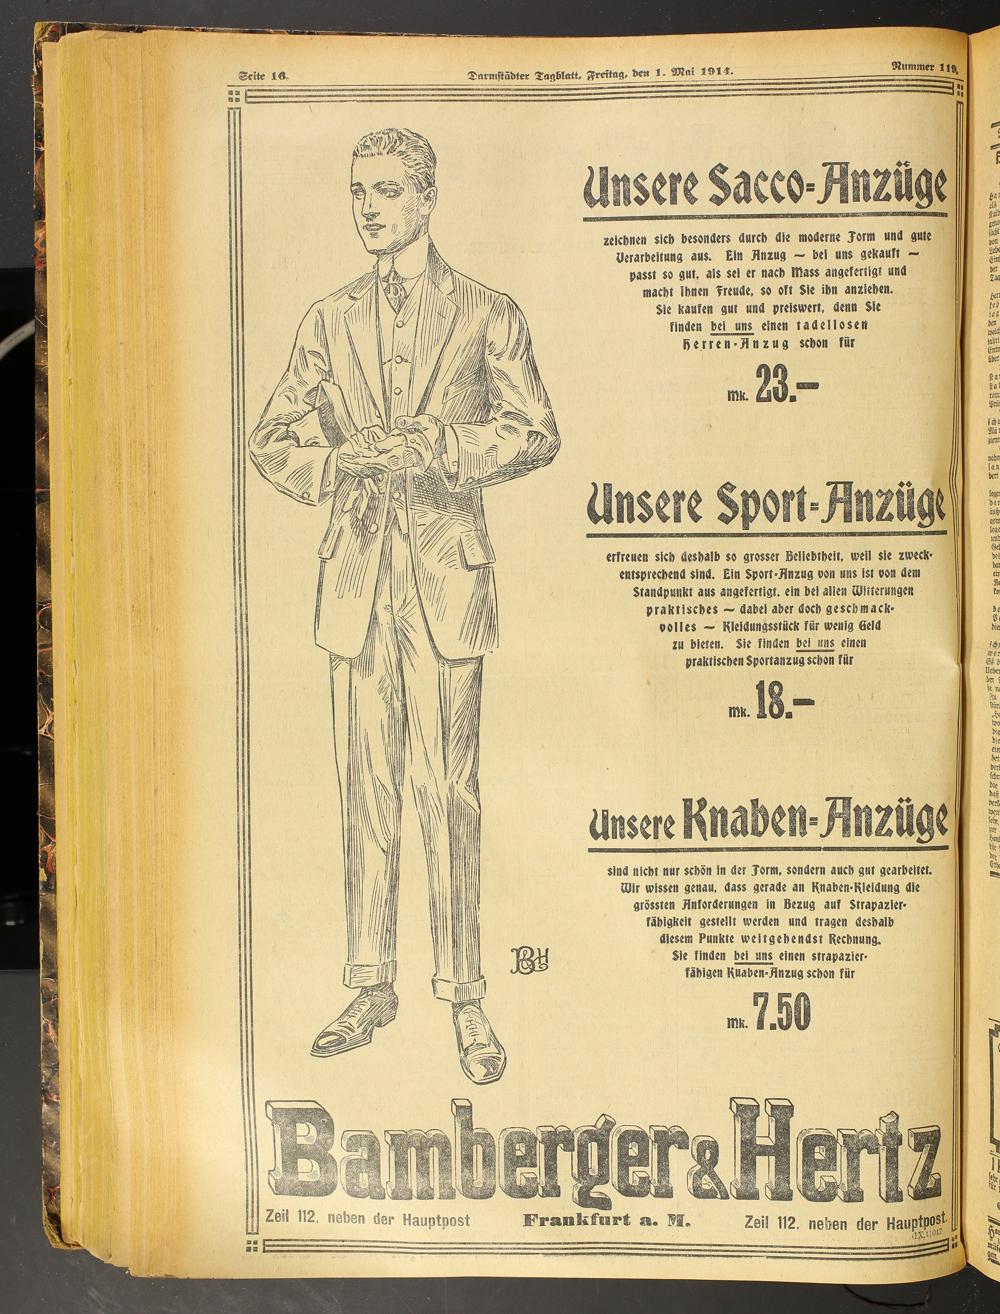 Seite 16.
Darmstädter Tagblatt, Freitag, den 1. Mai 1914.
Nummer 119.
Unsere Sacco-Anzüge
zeichnen sich besonders durch die moderne Form und gute
Verarbeitung aus. Ein Anzug — bei uns gekauft —
passt so gut, als sei er nach Mass angefertigt und
macht Ihnen Freude, so oft Sie ihn anziehen.
Sie kaufen gut und preiswert, denn Sie
finden bei uns einen tadellosen
Herren-Anzug schon für
Mk. 23.—
Unsere Sport-Anzüge
erfreuen sich deshalb so grosser Beliebtheit, weil sie zweck-
entsprechend sind. Ein Sport-Anzug von uns ist von dem
Standpunkt aus angefertigt, ein bei allen Witterungen
praktisches — dabei aber doch geschmack-
volles — Kleidungsstück für wenig Geld
zu bieten. Sie finden bei uns einen
praktischen Sportanzug schon für
Mk. 18.—
Unsere Knaben-Anzüge
sind nicht nur schön in der Form, sondern auch gut gearbeitet.
Wir wissen genau, dass gerade an Knaben-Kleidung die
grössten Anforderungen in Bezug auf Strapazier-
fähigkeit gestellt werden und tragen deshalb
diesem Punkte weitgehendst Rechnung.
Sie finden bei uns einen strapazier-
fähigen Knaben-Anzug schon für
Mk. 7.50
B&H
Bamberger & Hertz
Zeil 112, neben der Hauptpost
Frankfurt a. M.
Zeil 112, neben der Hauptpost.